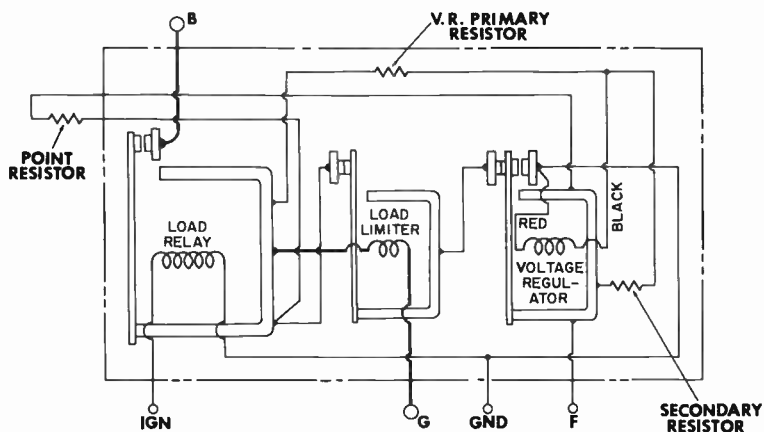 B
V.R. PRIMARY
RESISTOR
POINT
RESISTOR
LOAD
RELAY
LOAD
LIMITER
RED
BLACK
VOLTAGE
REGUL-
ATOR
IGN
G
GND
F
SECONDARY
RESISTOR